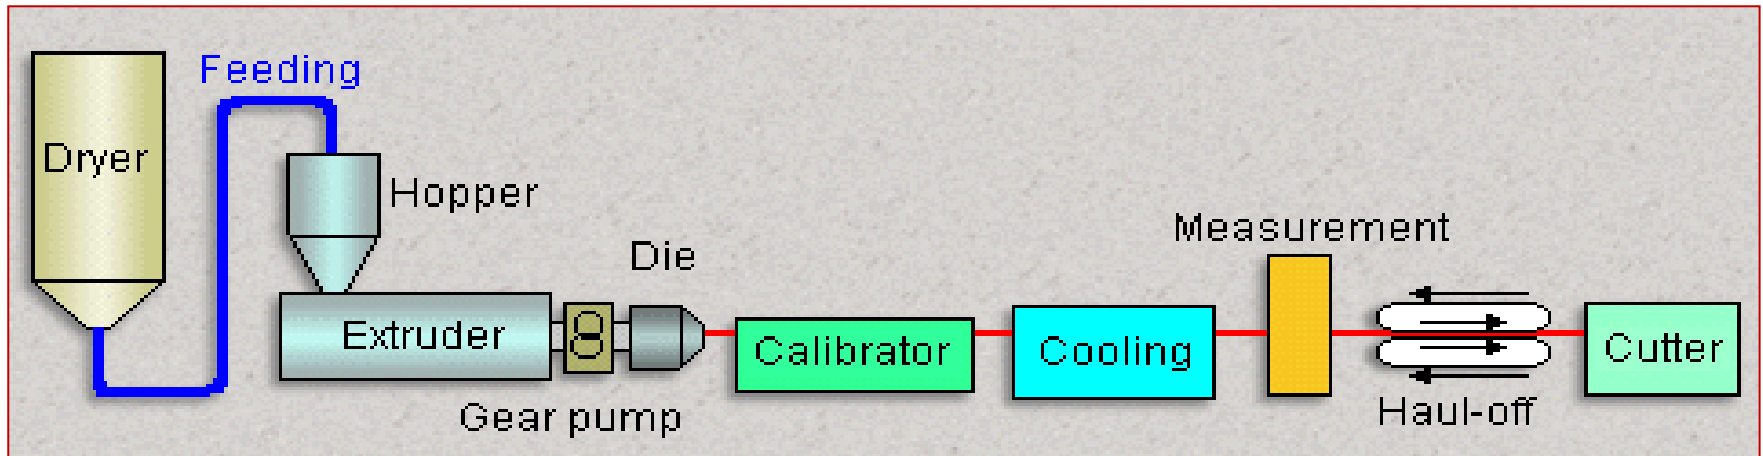 Feeding
Dryer
Hopper
Measurement
Die
Extruder
Calibrator
Cooling
Cutter
Gear pump
Haul-off